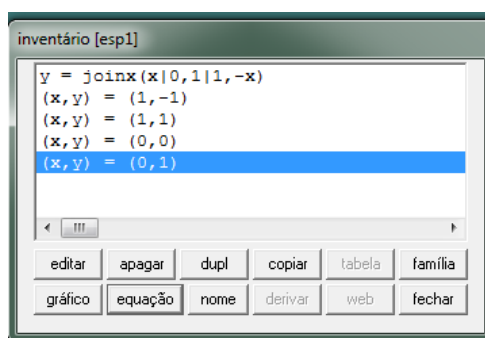 inventário [esp1]
y = joinx(x|0,1|1,-x)
(x,y) = (1,-1)
(x,y) = (1,1)
(x,y) = (0,0)
(x,y) = (0,1)
editar apagar dupl copiar tabela família
gráfico equação nome derivar web fechar